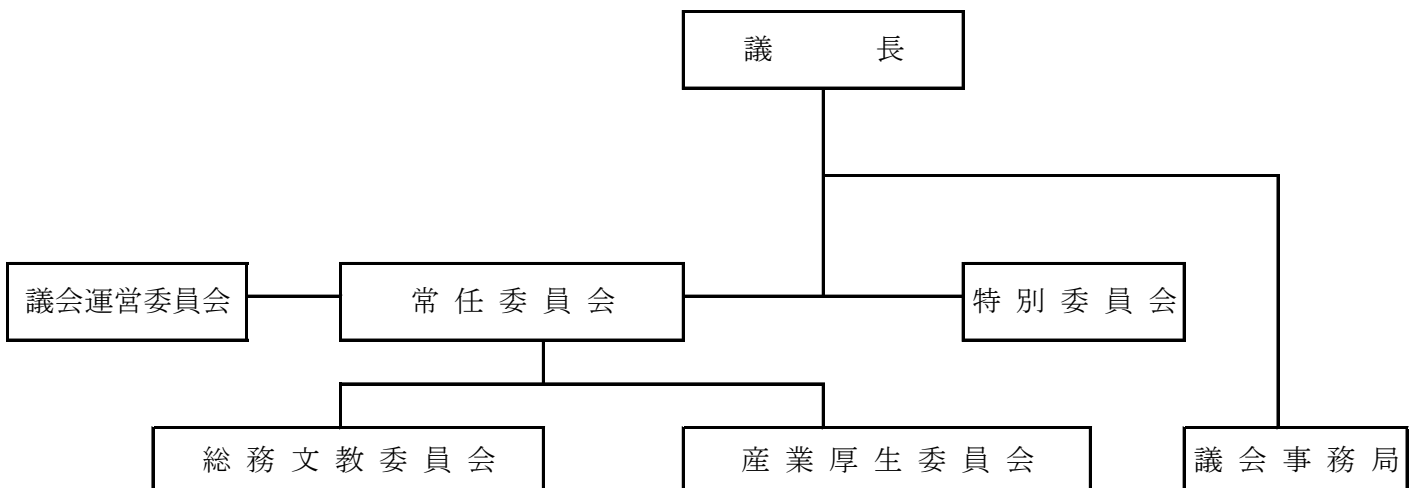 議長
議会運営委員会
常任委員会
特別委員会
総務文教委員会
産業厚生委員会
議会事務局